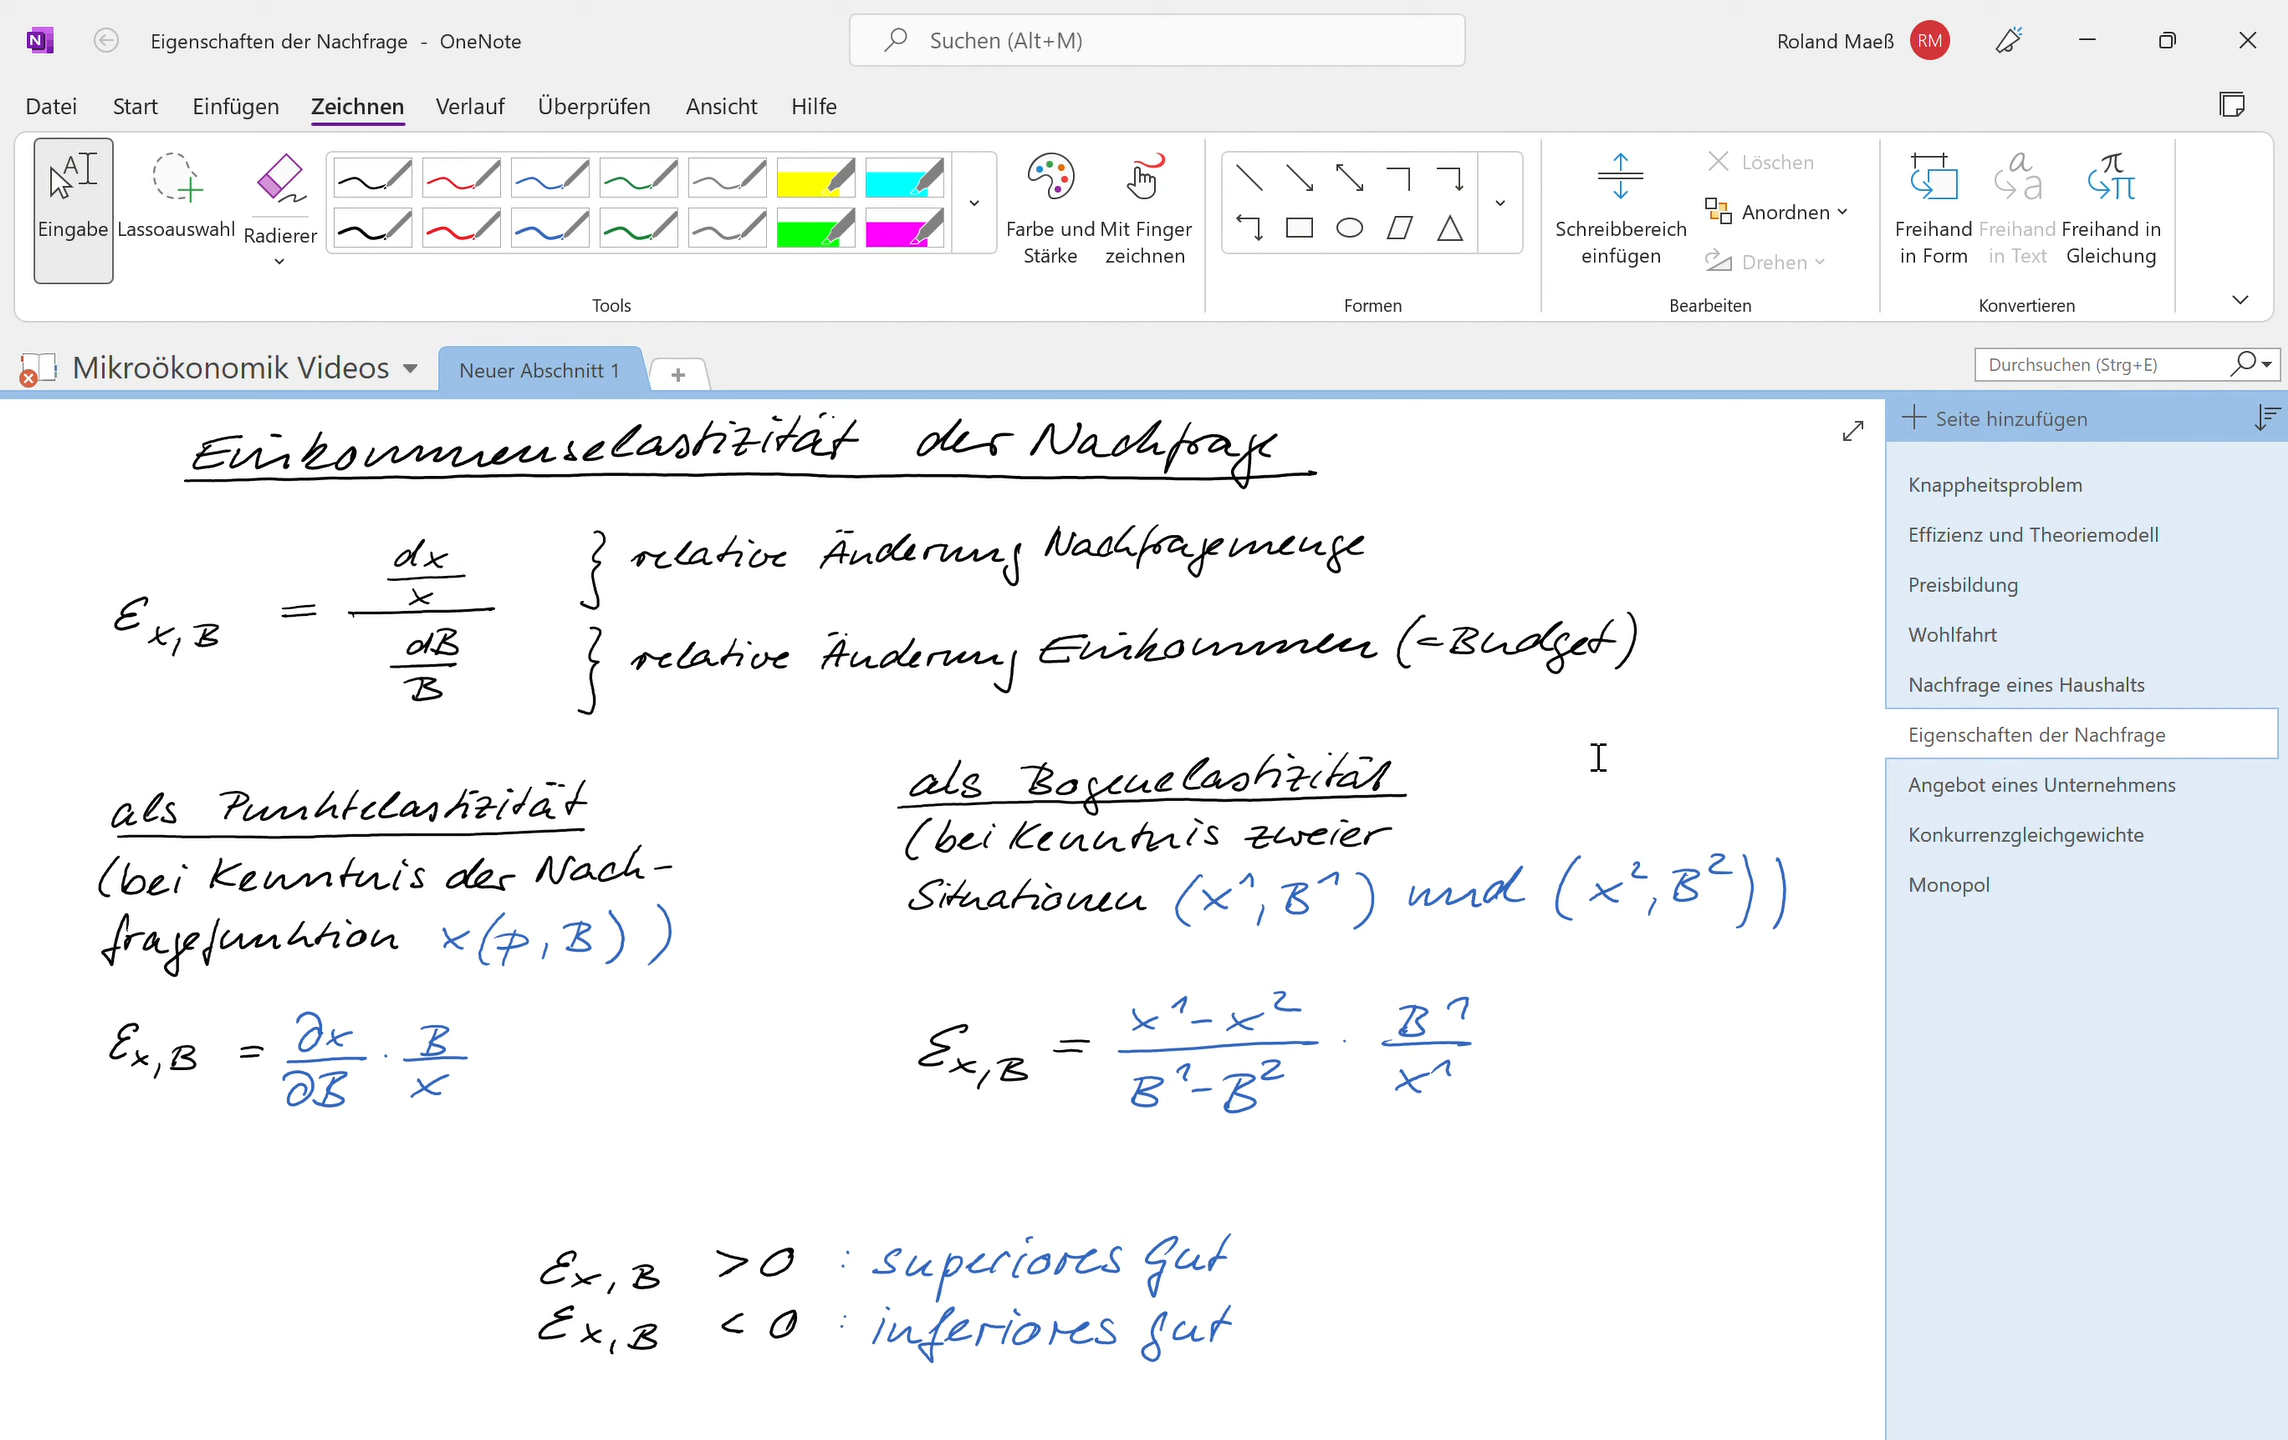 Eigenschaften der Nachfrage - OneNote
Suchen (Alt+M)
Roland Maeß RM
Datei Start Einfügen Zeichnen Verlauf Überprüfen Ansicht Hilfe
Eingabe
Lassoauswahl
Radierer
Farbe und Stärke
Mit Finger zeichnen
Schreibbereich einfügen
Löschen
Anordnen
Drehen
Freihand in Form
Freihand in Text
Freihand in Gleichung
Tools
Formen
Bearbeiten
Konvertieren
Mikroökonomik Videos
Neuer Abschnitt 1
Durchsuchen (Strg+E)
Einkommenselastizität der Nachfrage
dx/x } relative Änderung Nachfragemenge
ε x,B =
dB/B } relative Änderung Einkommen (=Budget)
als Punktelastizität
(bei Kenntnis der Nach-
fragefunktion x(p, B))
ε x,B = ∂x/∂B · B/x
als Bogenelastizität
(bei Kenntnis zweier
Situationen (x¹, B¹) und (x², B²))
ε x,B = x¹-x²/B¹-B² · B¹/x¹
ε x,B > 0 : superiores Gut
ε x,B < 0 : inferiores Gut
Seite hinzufügen
Knappheitsproblem
Effizienz und Theoriemodell
Preisbildung
Wohlfahrt
Nachfrage eines Haushalts
Eigenschaften der Nachfrage
Angebot eines Unternehmens
Konkurrenzgleichgewichte
Monopol